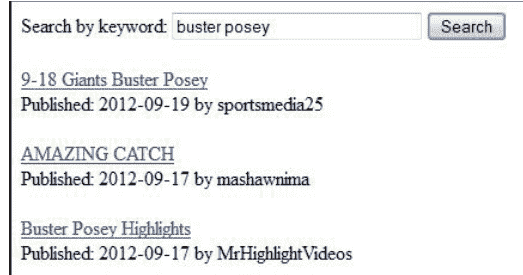 Search by keyword: buster posey Search
9-18 Giants Buster Posey
Published: 2012-09-19 by sportsmedia25
AMAZING CATCH
Published: 2012-09-17 by mashawnima
Buster Posey Highlights
Published: 2012-09-17 by MrHighlightVideos